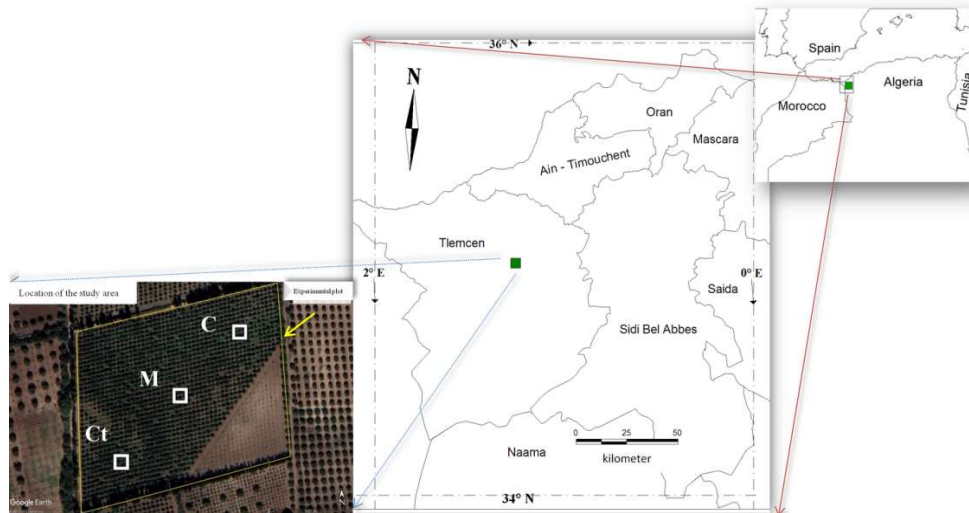 36° N
Spain
Algeria
Tunisia
Morocco
N
Oran
Mascara
Ain - Timouchent
Tlemcen
2° E
0° E
Saida
Sidi Bel Abbes
Naama
0 25 50
kilometer
34° N
Location of the study area
Experimental plot
C
M
Ct
Google Earth
N